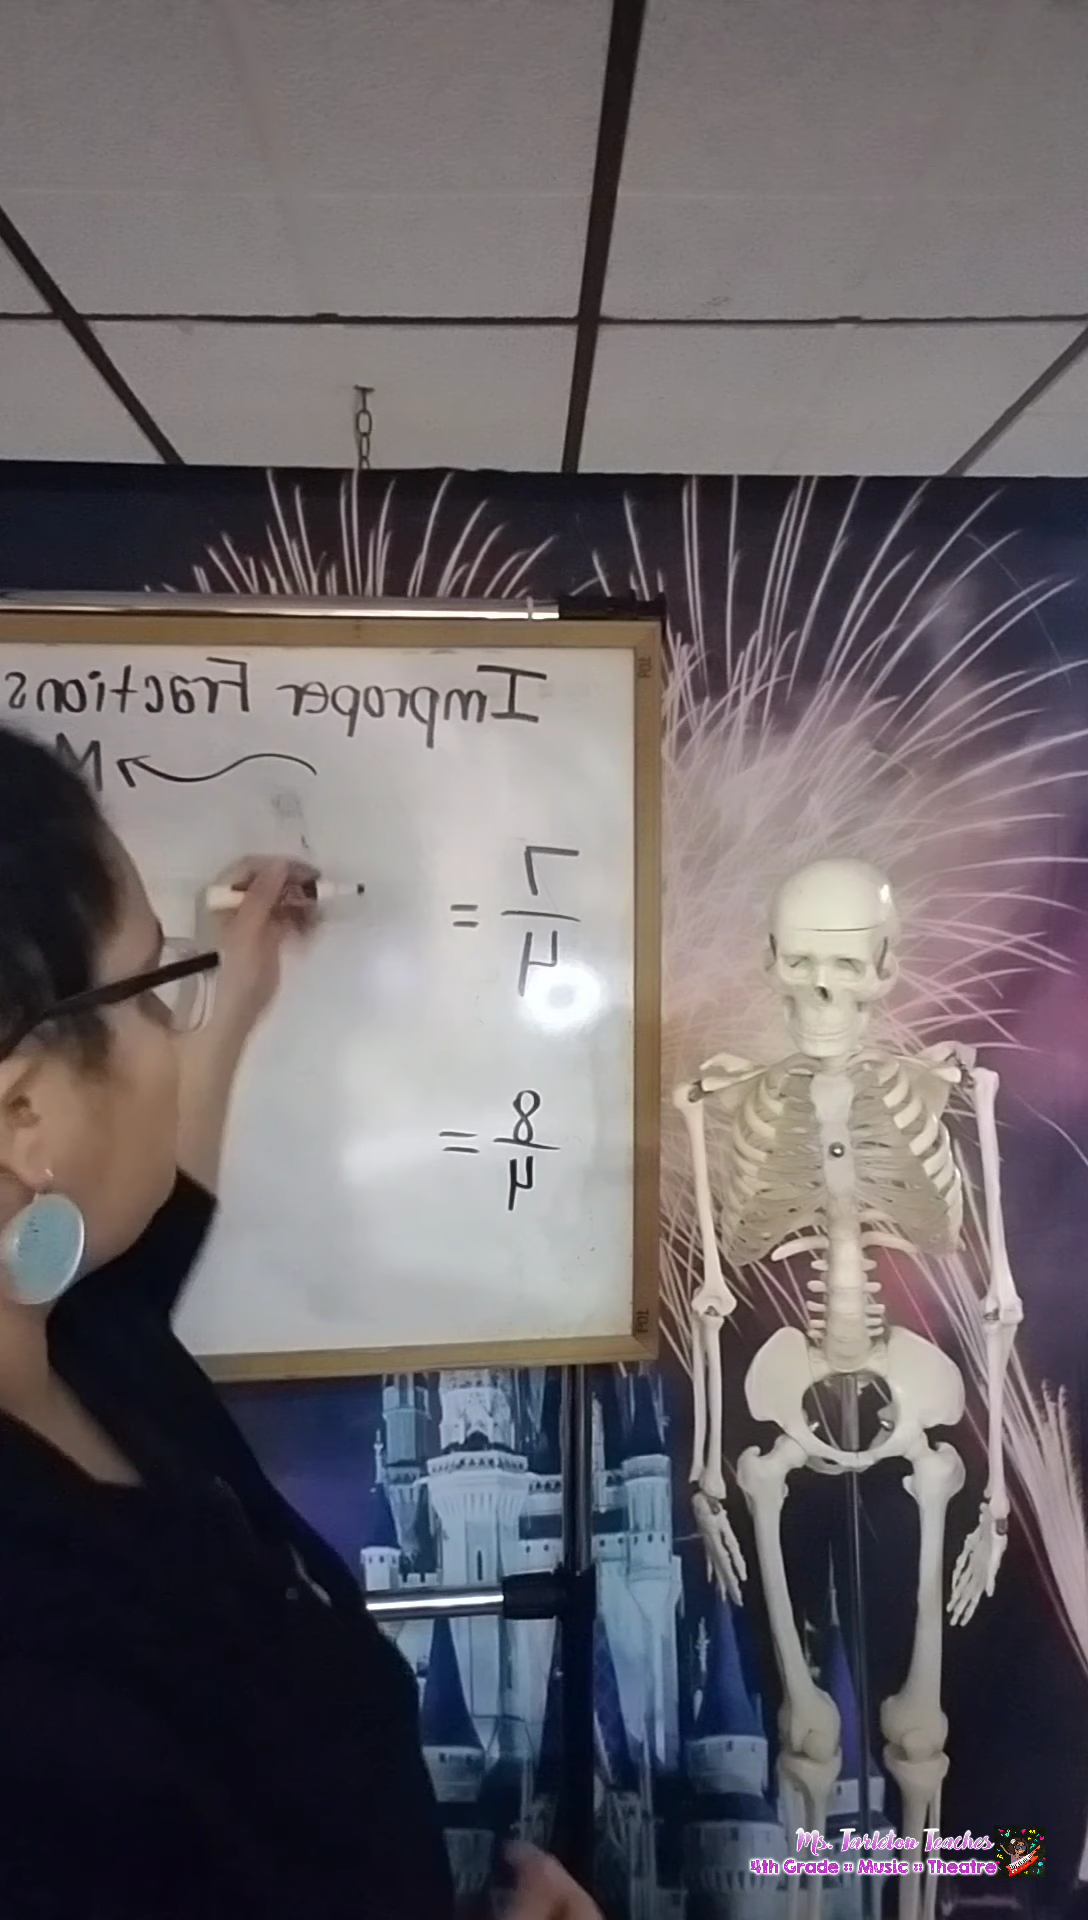 Improper Fractions
M
7/4 =
8/4 =
Ms. Tarleton Teaches
4th Grade :: Music :: Theatre